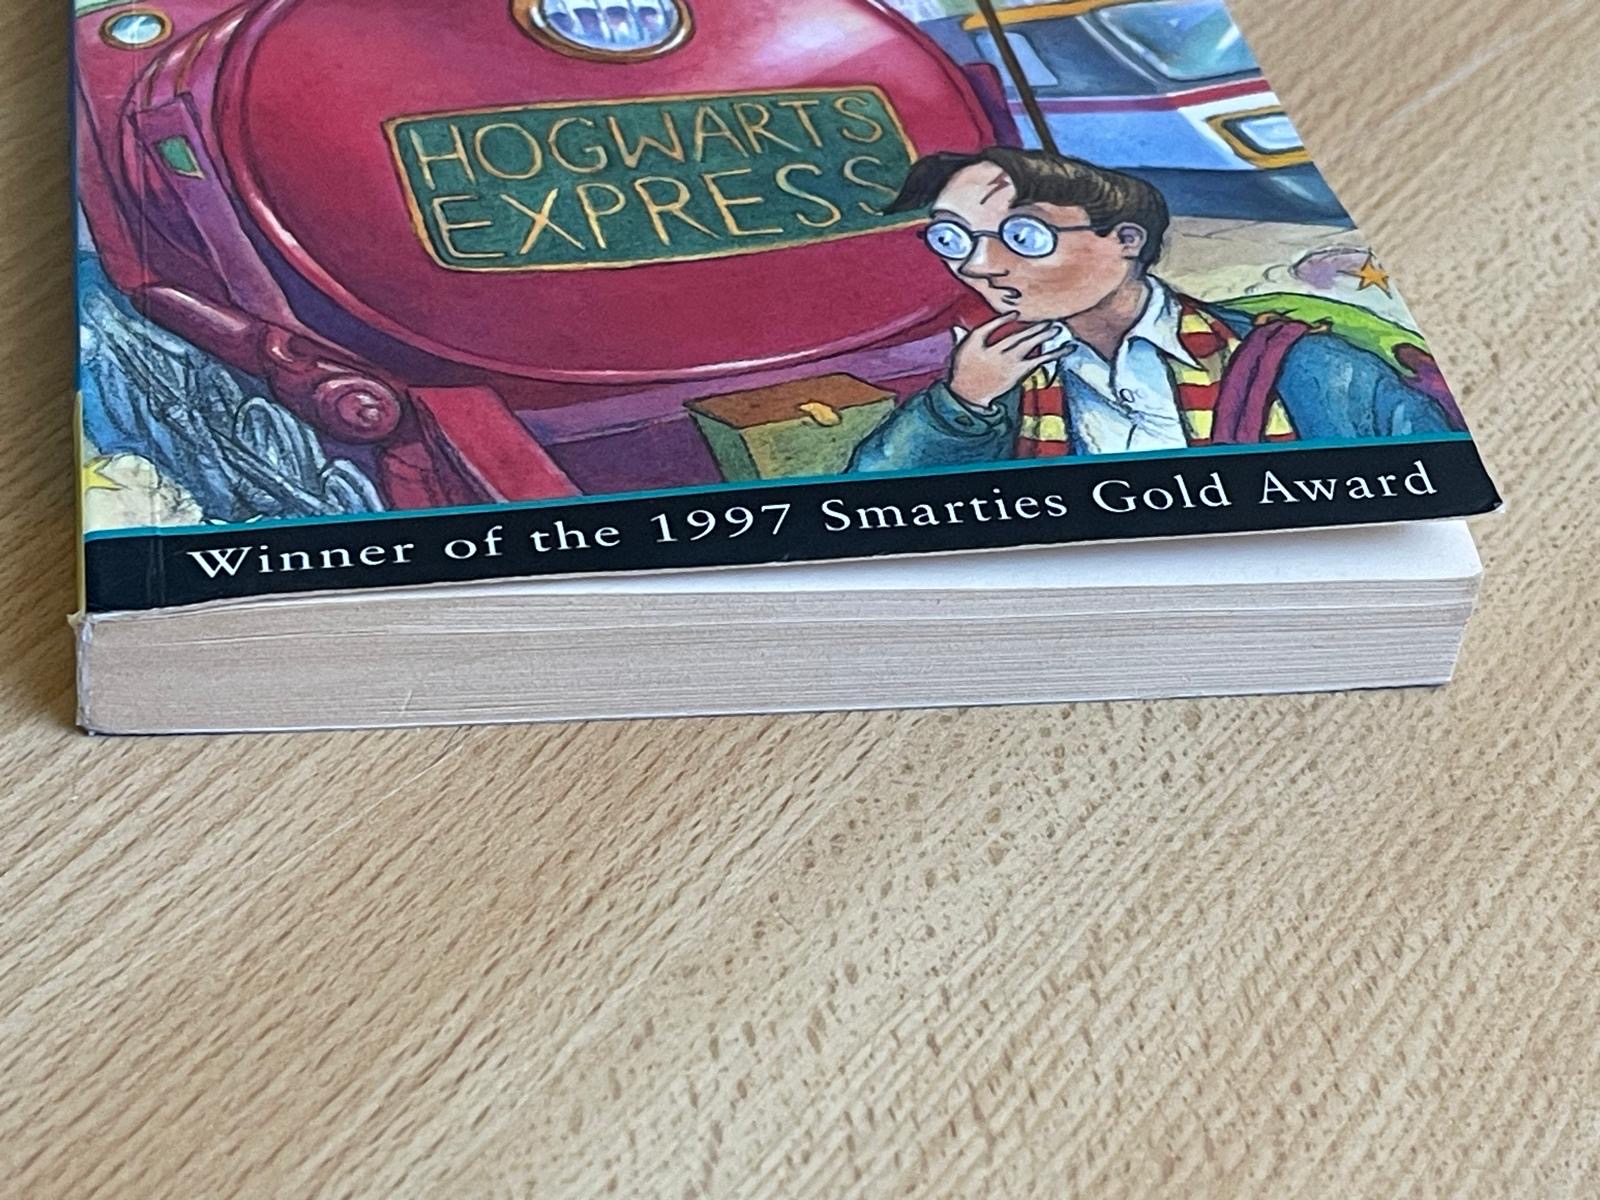 HOGWARTS
EXPRESS
Winner of the 1997 Smarties Gold Award